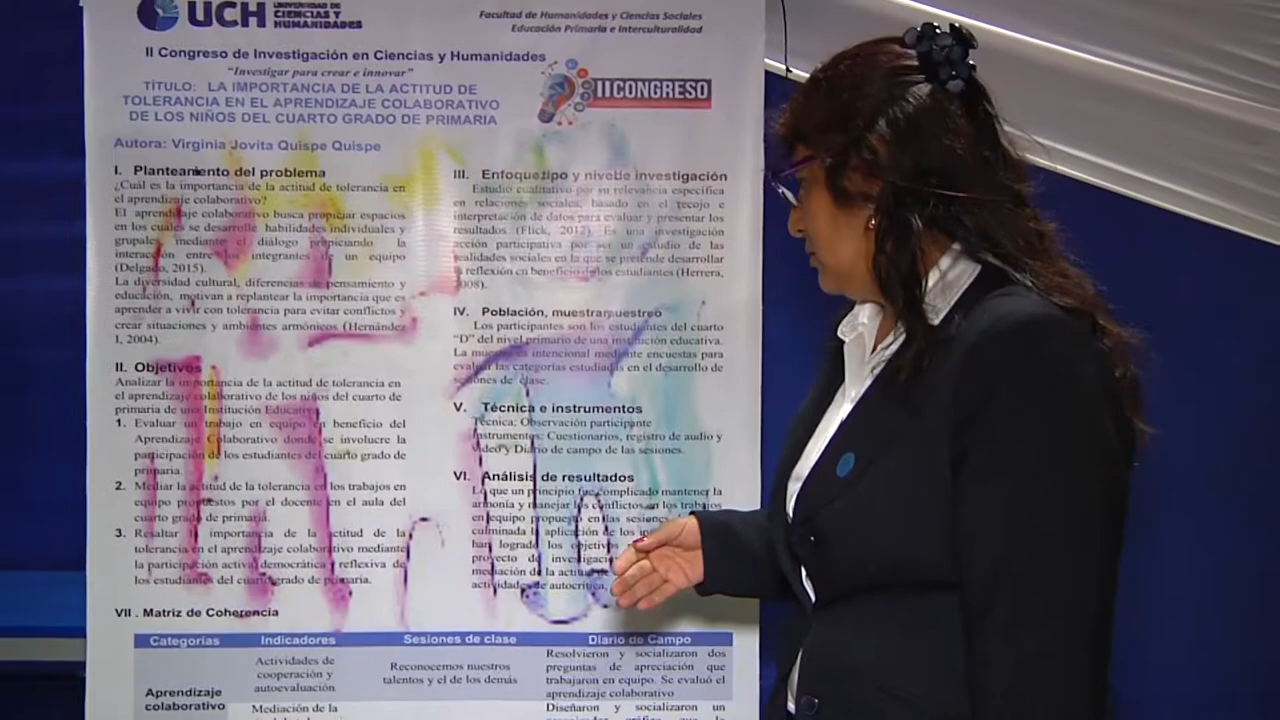 UCH UNIVERSIDAD DE
CIENCIAS Y
HUMANIDADES
Facultad de Humanidades y Ciencias Sociales
Educación Primaria e Interculturalidad
II Congreso de Investigación en Ciencias y Humanidades
"Investigar para crear e innovar"
II CONGRESO
TÍTULO: LA IMPORTANCIA DE LA ACTITUD DE
TOLERANCIA EN EL APRENDIZAJE COLABORATIVO
DE LOS NIÑOS DEL CUARTO GRADO DE PRIMARIA
Autora: Virginia Jovita Quispe Quispe
I. Planteamiento del problema
¿Cuál es la importancia de la actitud de tolerancia en
el aprendizaje colaborativo?
El aprendizaje colaborativo busca propiciar espacios
en los cuales se desarrolle habilidades individuales y
grupales mediante el diálogo propiciando la
interacción entre los integrantes de un equipo
(Delgado, 2015).
La diversidad cultural, diferencias de pensamiento y
educación, motivan a replantear la importancia que es
aprender a vivir con tolerancia para evitar conflictos y
crear situaciones y ambientes armónicos (Hernández
I, 2004).
II. Objetivos
Analizar la importancia de la actitud de tolerancia en
el aprendizaje colaborativo de los niños del cuarto de
primaria de una Institución Educativa.
1. Evaluar un trabajo en equipo en beneficio del
Aprendizaje Colaborativo donde se involucre la
participación de los estudiantes del cuarto grado de
primaria.
2. Mediar la actitud de la tolerancia en los trabajos en
equipo propuestos por el docente en el aula del
cuarto grado de primaria.
3. Resaltar la importancia de la actitud de la
tolerancia en el aprendizaje colaborativo mediante
la participación activa, democrática y reflexiva de
los estudiantes del cuarto grado de primaria.
III. Enfoque, tipo y nivel de investigación
Estudio cualitativo por su relevancia específica
en relaciones sociales, basado en el recojo e
interpretación de datos para evaluar y presentar los
resultados (Flick, 2012). Es una investigación
acción participativa por ser un estudio de las
realidades sociales en la que se pretende desarrollar
la reflexión en beneficio de los estudiantes (Herrera,
2008).
IV. Población, muestra, muestreo
Los participantes son los estudiantes del cuarto
"D" del nivel primario de una institución educativa.
La muestra es intencional mediante encuestas para
evaluar las categorías estudiadas en el desarrollo de
sesiones de clase.
V. Técnica e instrumentos
Técnica: Observación participante
Instrumentos: Cuestionarios, registro de audio y
video y Diario de campo de las sesiones.
VI. Análisis de resultados
Lo que un principio fue complicado mantener la
armonía y manejar los conflictos en los trabajos
en equipo propuesto en las sesiones
culminada la aplicación de los
han logrado los objetivos
proyecto de
mediación de la actitud
actividades de autocrítica,
VII . Matriz de Coherencia
Categorías Indicadores Sesiones de clase Diario de Campo
Aprendizaje
colaborativo
Actividades de
cooperación y
autoevaluación
Reconocemos nuestros
talentos y el de los demás
Resolvieron y socializaron dos
preguntas de apreciación que
trabajaron en equipo. Se evaluó el
aprendizaje colaborativo
Mediación de la
Diseñaron y socializaron un